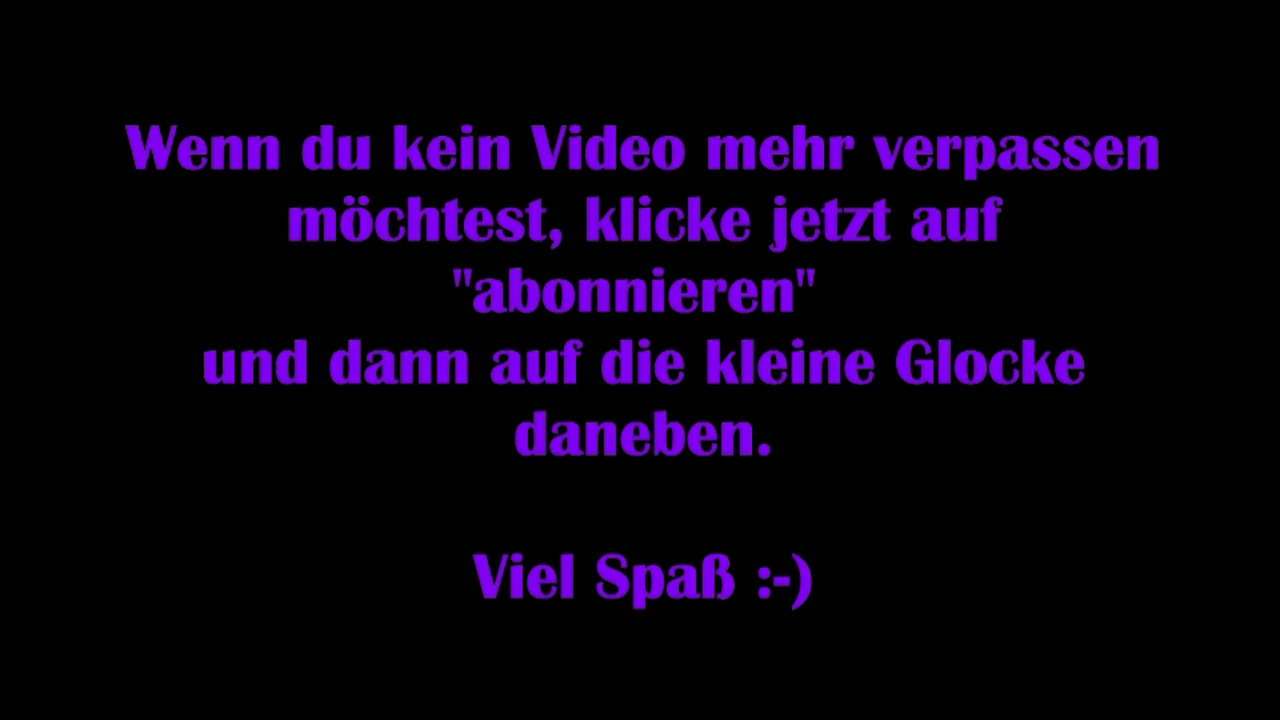 Wenn du kein Video mehr verpassen
möchtest, klicke jetzt auf
"abonnieren"
und dann auf die kleine Glocke
daneben.
Viel Spaß :-)